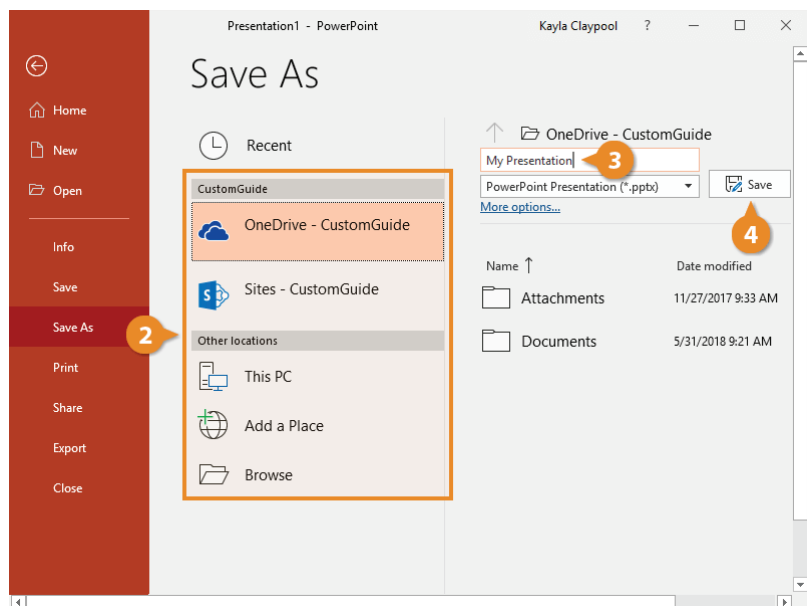 Presentation1 - PowerPoint
Kayla Claypool ?
Save As
Home
New
Open
Info
Save
Save As
Print
Share
Export
Close
Recent
CustomGuide
OneDrive - CustomGuide
Sites - CustomGuide
2
Other locations
This PC
Add a Place
Browse
OneDrive - CustomGuide
My Presentation
3
PowerPoint Presentation (*.pptx)
Save
More options...
4
Name Date modified
Attachments 11/27/2017 9:33 AM
Documents 5/31/2018 9:21 AM